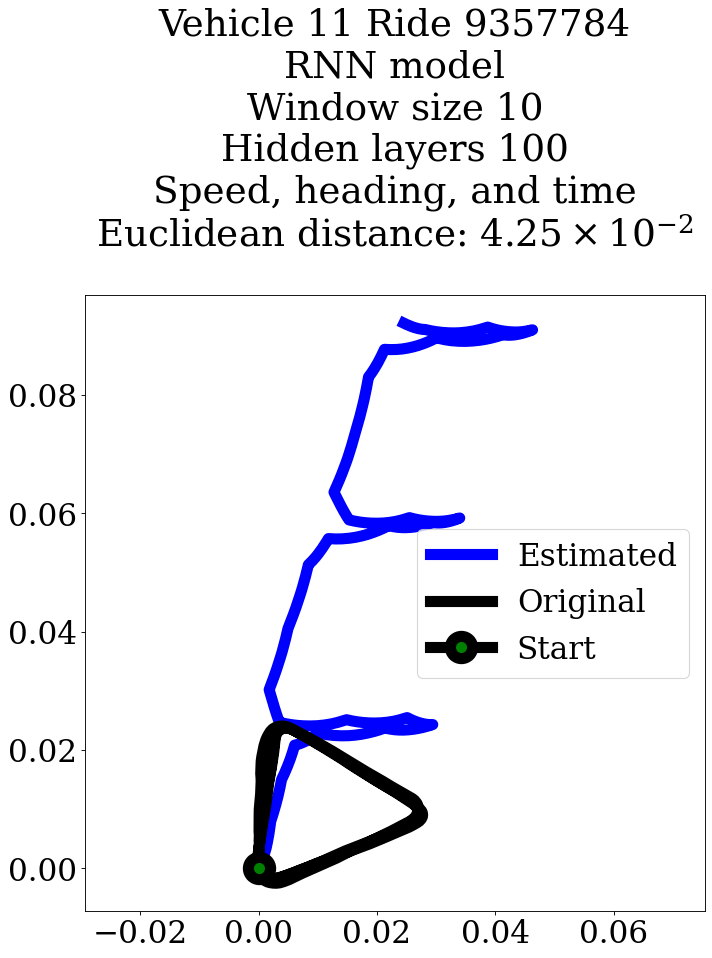 Vehicle 11 Ride 9357784
RNN model
Window size 10
Hidden layers 100
Speed, heading, and time
Euclidean distance: 4.25 × 10⁻²
0.08
0.06
0.04
0.02
0.00
Estimated
Original
Start
−0.02 0.00 0.02 0.04 0.06